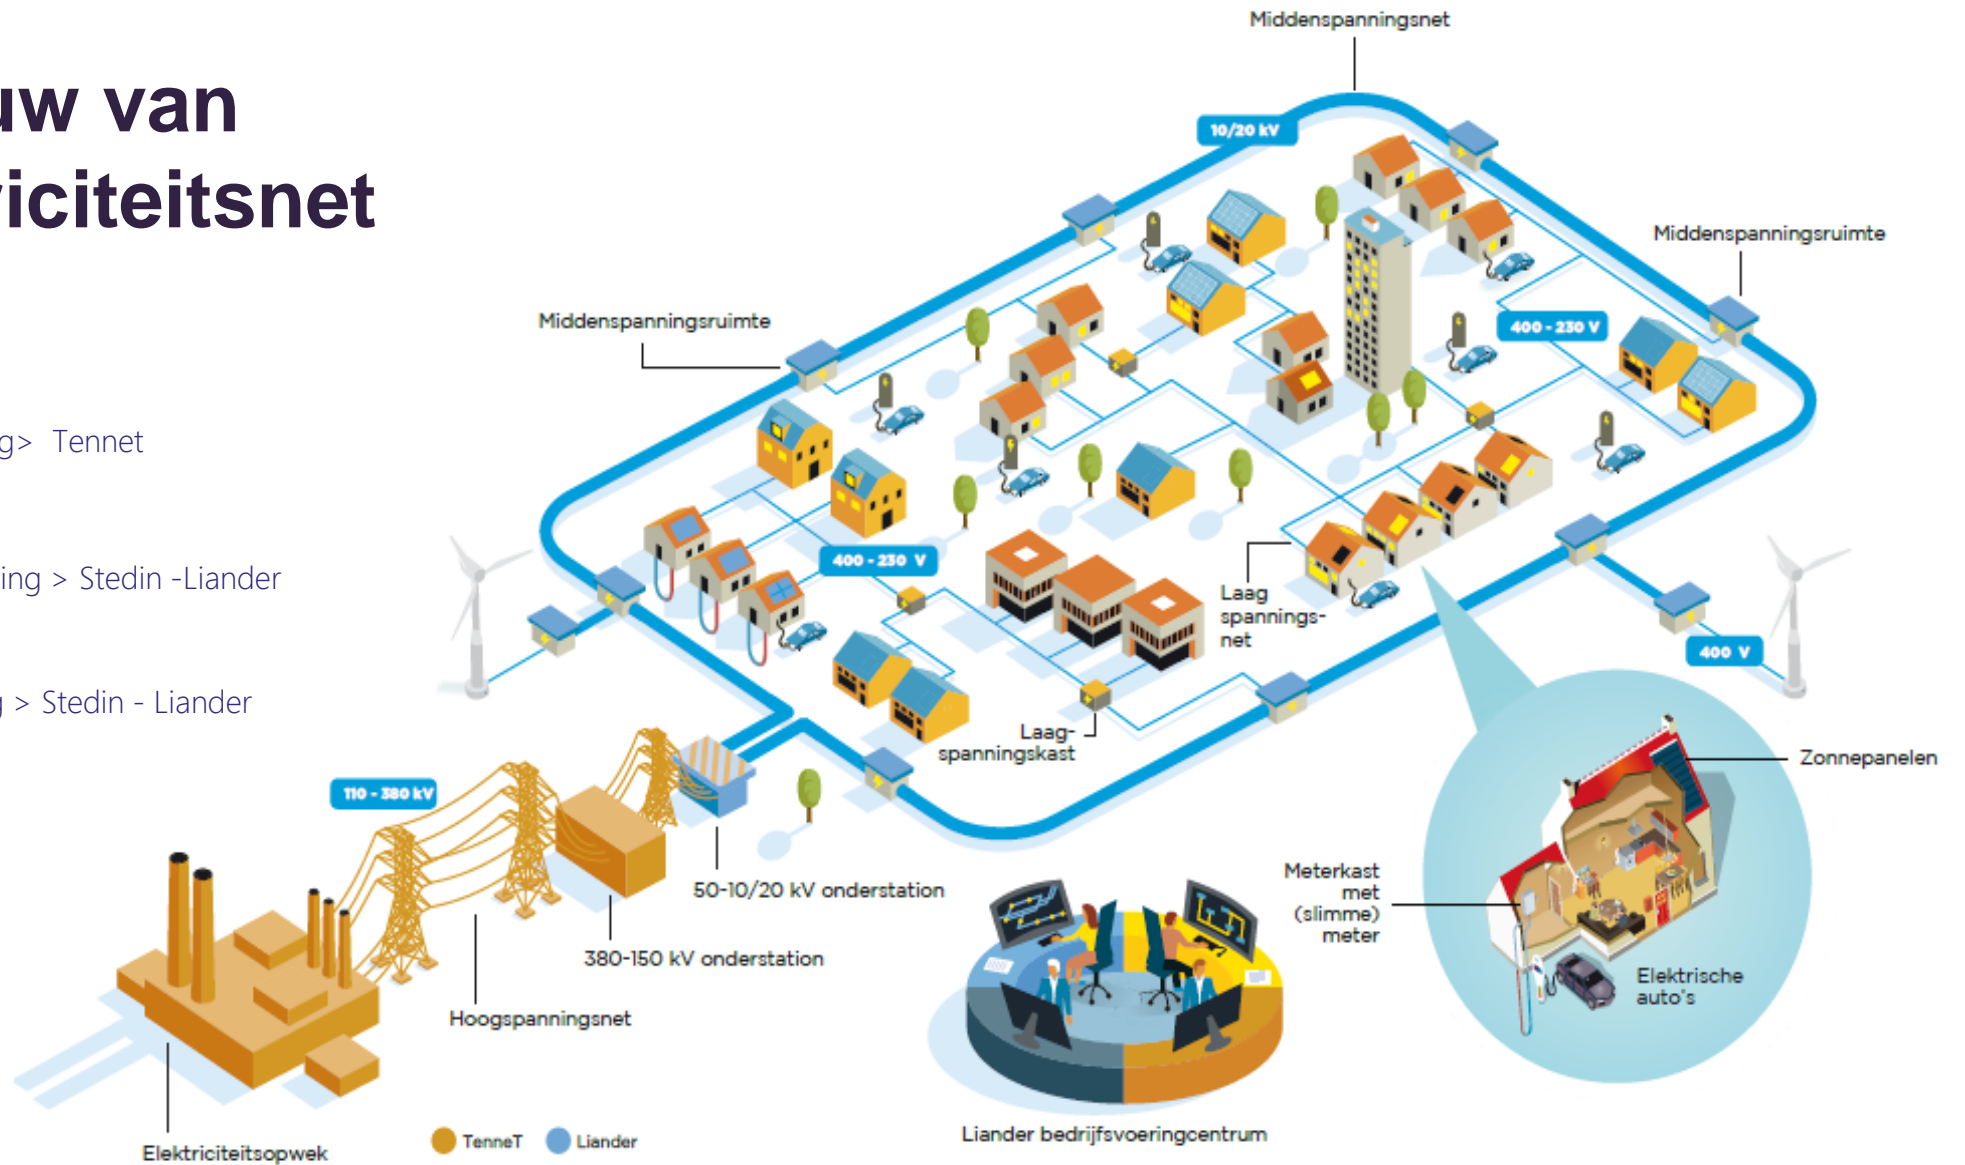 uw van
riciteitsnet
g> Tennet
ing > Stedin -Liander
g > Stedin - Liander
Middenspanningsnet
10/20 kV
Middenspanningsruimte
Middenspanningsruimte
400 - 230 V
400 - 230 V
Laag
spannings-
net
400 V
Laag-
spanningskast
110 - 380 kV
Zonnepanelen
50-10/20 kV onderstation
Meterkast
met
(slimme)
meter
380-150 kV onderstation
Elektrische
auto's
Hoogspanningsnet
Liander bedrijfsvoeringcentrum
Elektriciteitsopwek
TenneT
Liander